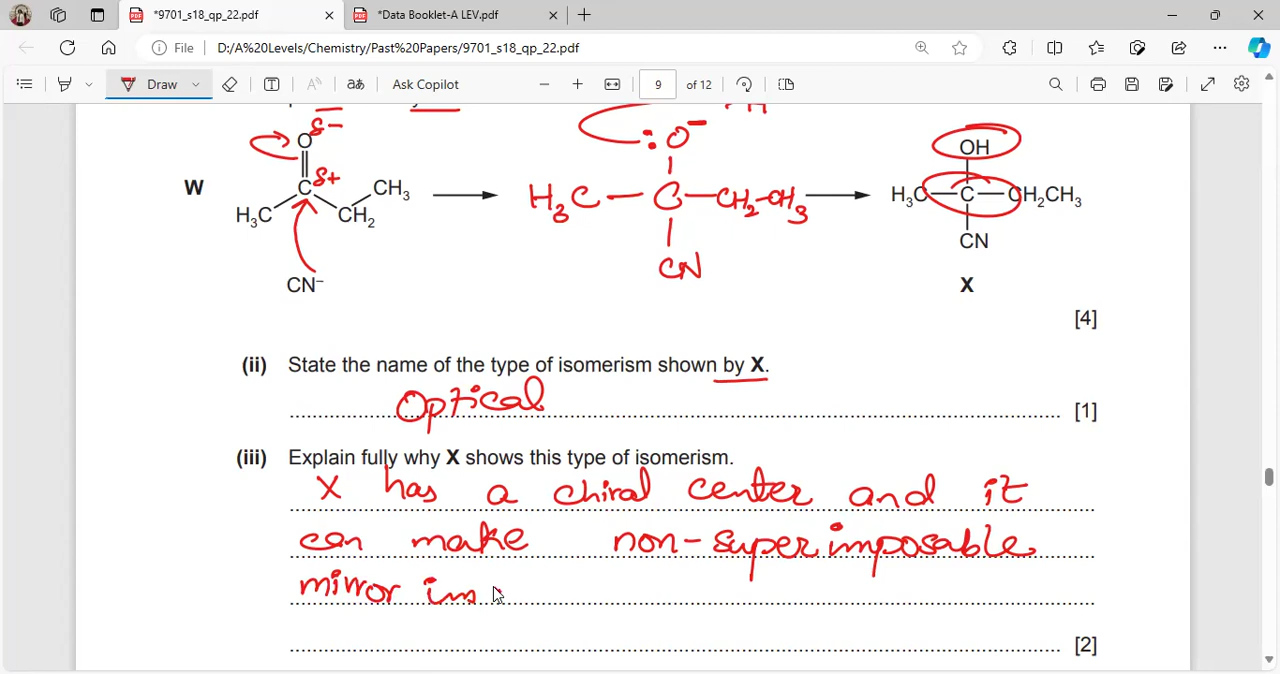 *9701_s18_qp_22.pdf
*Data Booklet-A LEV.pdf
File D:/A%20Levels/Chemistry/Past%20Papers/9701_s18_qp_22.pdf
Draw
Ask Copilot
9 of 12
O δ−
C δ+
W
H3C
CH2
CH3
CN−
:O−
H3C — C — CH2-CH3
CN
OH
H3C — C — CH2CH3
CN
X
[4]
(ii) State the name of the type of isomerism shown by X.
Optical [1]
(iii) Explain fully why X shows this type of isomerism.
X has a chiral center and it
can make non-superimposable
mirror im
[2]